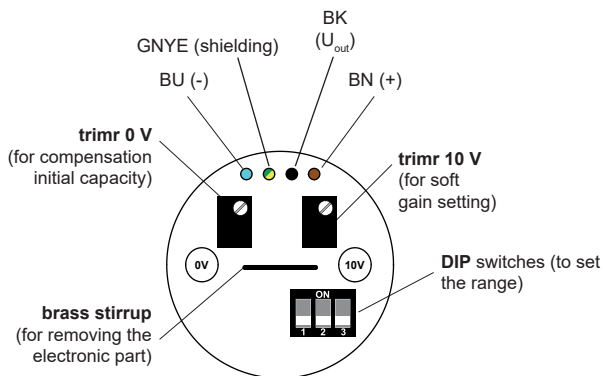 BK
(Uout)
GNYE (shielding)
BU (-)
BN (+)
trimr 0 V
(for compensation
initial capacity)
trimr 10 V
(for soft
gain setting)
0V
10V
DIP switches (to set
the range)
ON
1 2 3
brass stirrup
(for removing the
electronic part)